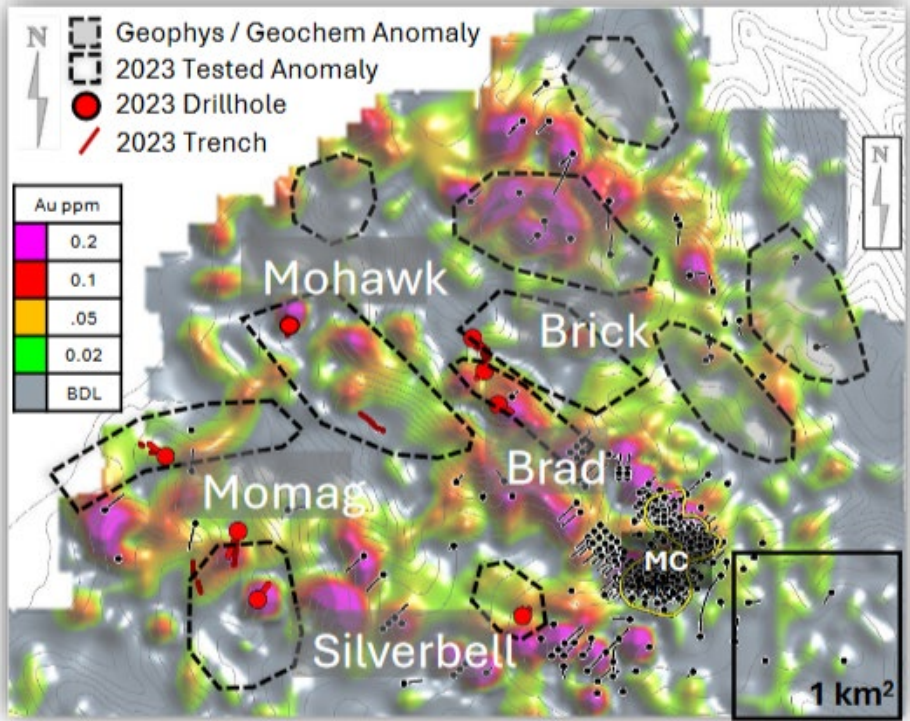 N
Geophys / Geochem Anomaly
2023 Tested Anomaly
2023 Drillhole
2023 Trench
N
Au ppm
0.2
0.1
.05
0.02
BDL
Mohawk
Brick
Brad
Momag
MC
Silverbell
1 km²